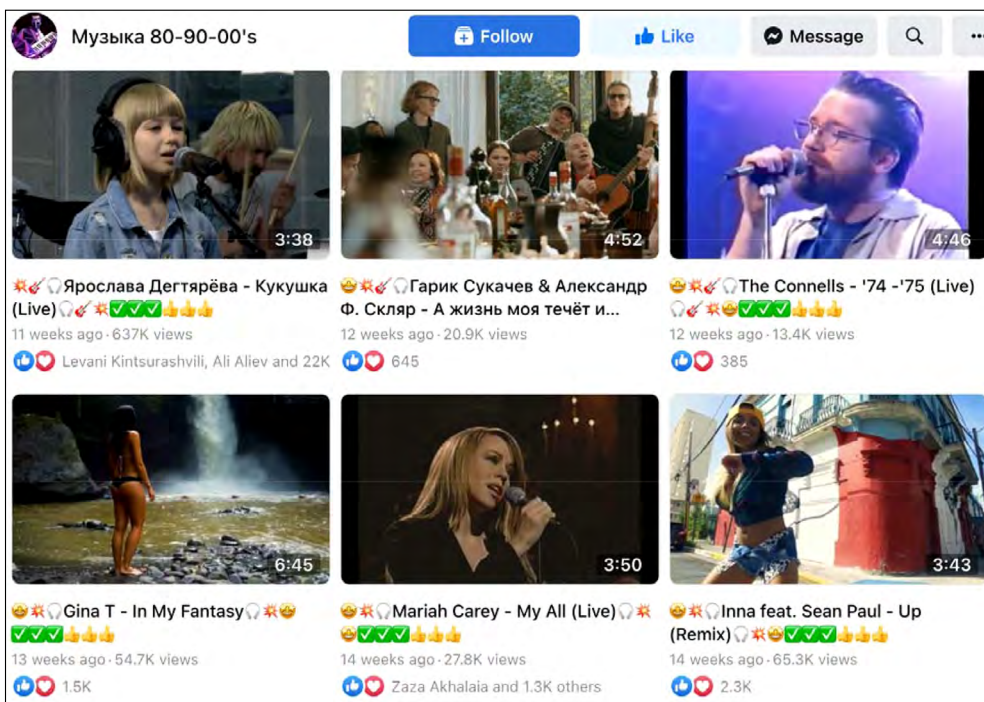 Музыка 80-90-00's
Follow
Like
Message
3:38
4:52
4:46
💥🎸🎧Ярослава Дегтярёва - Кукушка
(Live)🎧🎸💥✅✅✅👍👍👍
11 weeks ago · 637K views
Levani Kintsurashvili, Ali Aliev and 22K
🤩💥🎸🎧Гарик Сукачев & Александр
Ф. Скляр - А жизнь моя течёт и...
12 weeks ago · 20.9K views
645
🤩💥🎸🎧The Connells - '74 -'75 (Live)
🎧🎸💥🤩✅✅✅👍👍👍
12 weeks ago · 13.4K views
385
6:45
3:50
3:43
🤩💥🎧Gina T - In My Fantasy🎧💥🤩
✅✅✅👍👍👍
13 weeks ago · 54.7K views
1.5K
🤩💥🎧Mariah Carey - My All (Live)🎧💥
🤩✅✅✅👍👍👍
14 weeks ago · 27.8K views
Zaza Akhalaia and 1.3K others
🤩💥🎧Inna feat. Sean Paul - Up
(Remix)🎧💥🤩✅✅✅👍👍👍
14 weeks ago · 65.3K views
2.3K